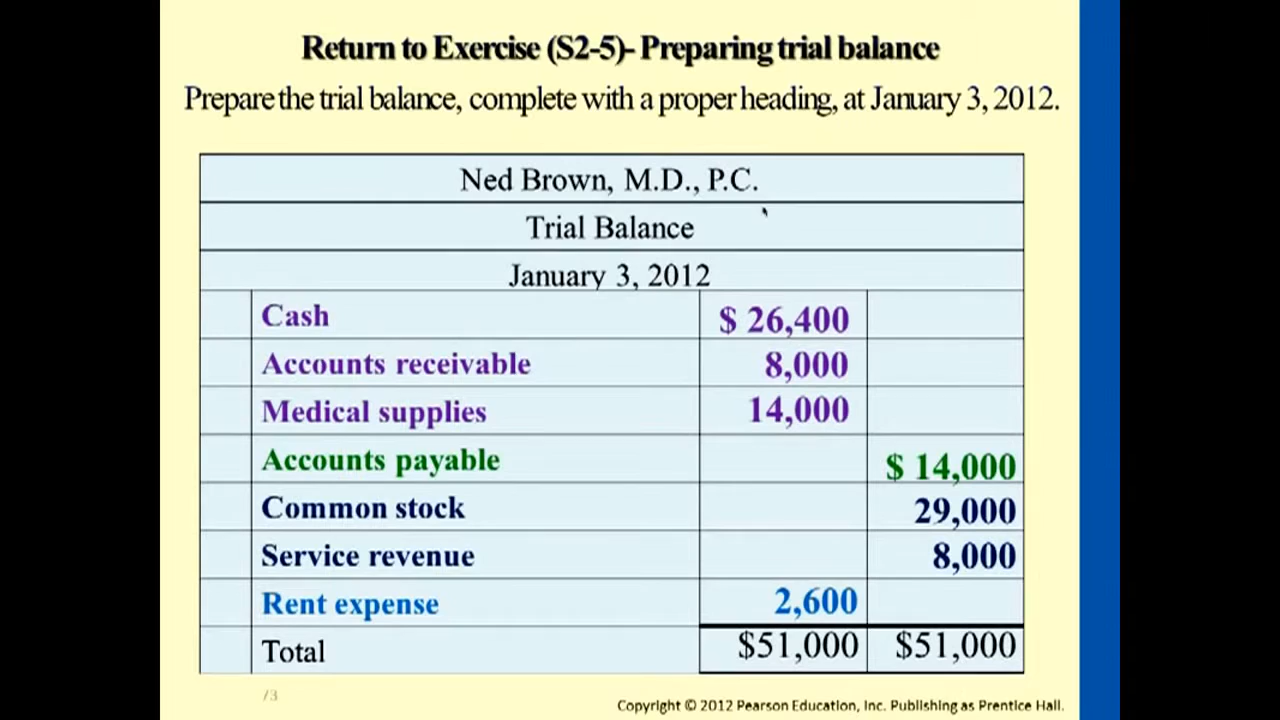 Return to Exercise (S2-5)- Preparing trial balance
Prepare the trial balance, complete with a proper heading, at January 3, 2012.
Ned Brown, M.D., P.C.
Trial Balance
January 3, 2012
Cash $ 26,400
Accounts receivable 8,000
Medical supplies 14,000
Accounts payable $ 14,000
Common stock 29,000
Service revenue 8,000
Rent expense 2,600
Total $51,000 $51,000
Copyright © 2012 Pearson Education, Inc. Publishing as Prentice Hall.